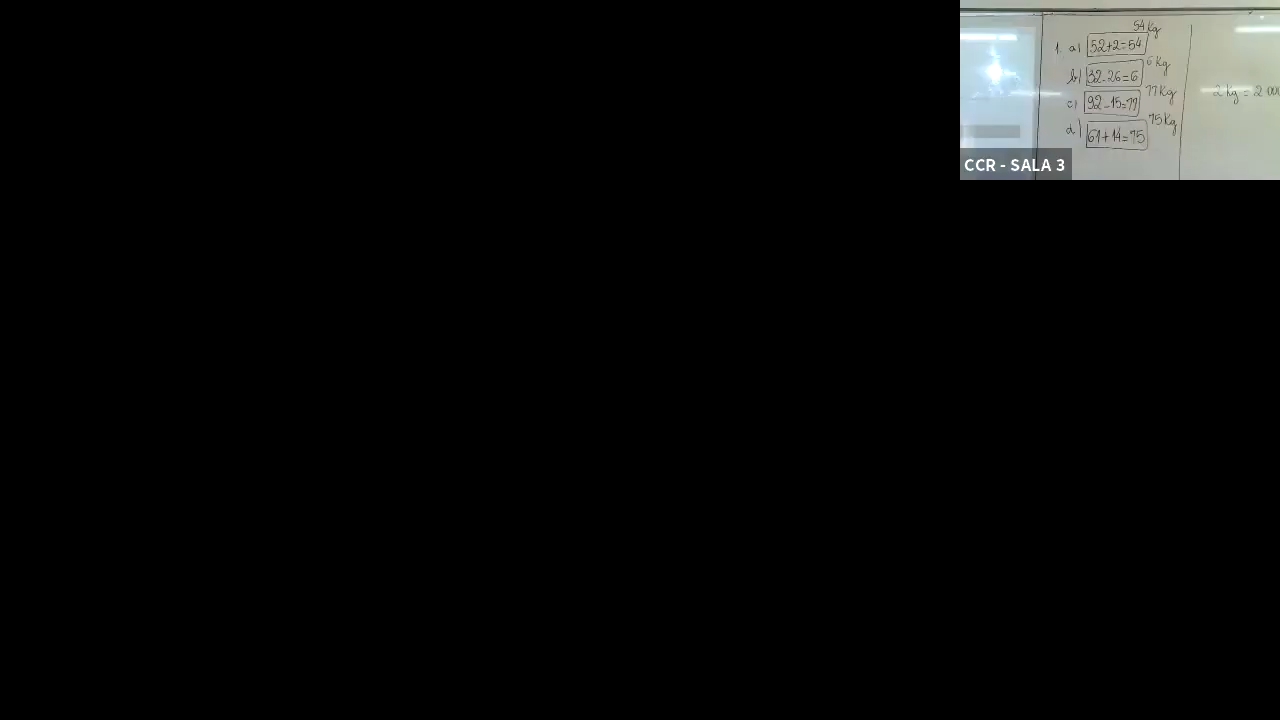 54 Kg
1. a) 52+2=54
6 Kg
b) 32-26=6
77 Kg
c) 92-15=77
75 Kg
d) 61+14=75
2 kg = 2 000
CCR - SALA 3